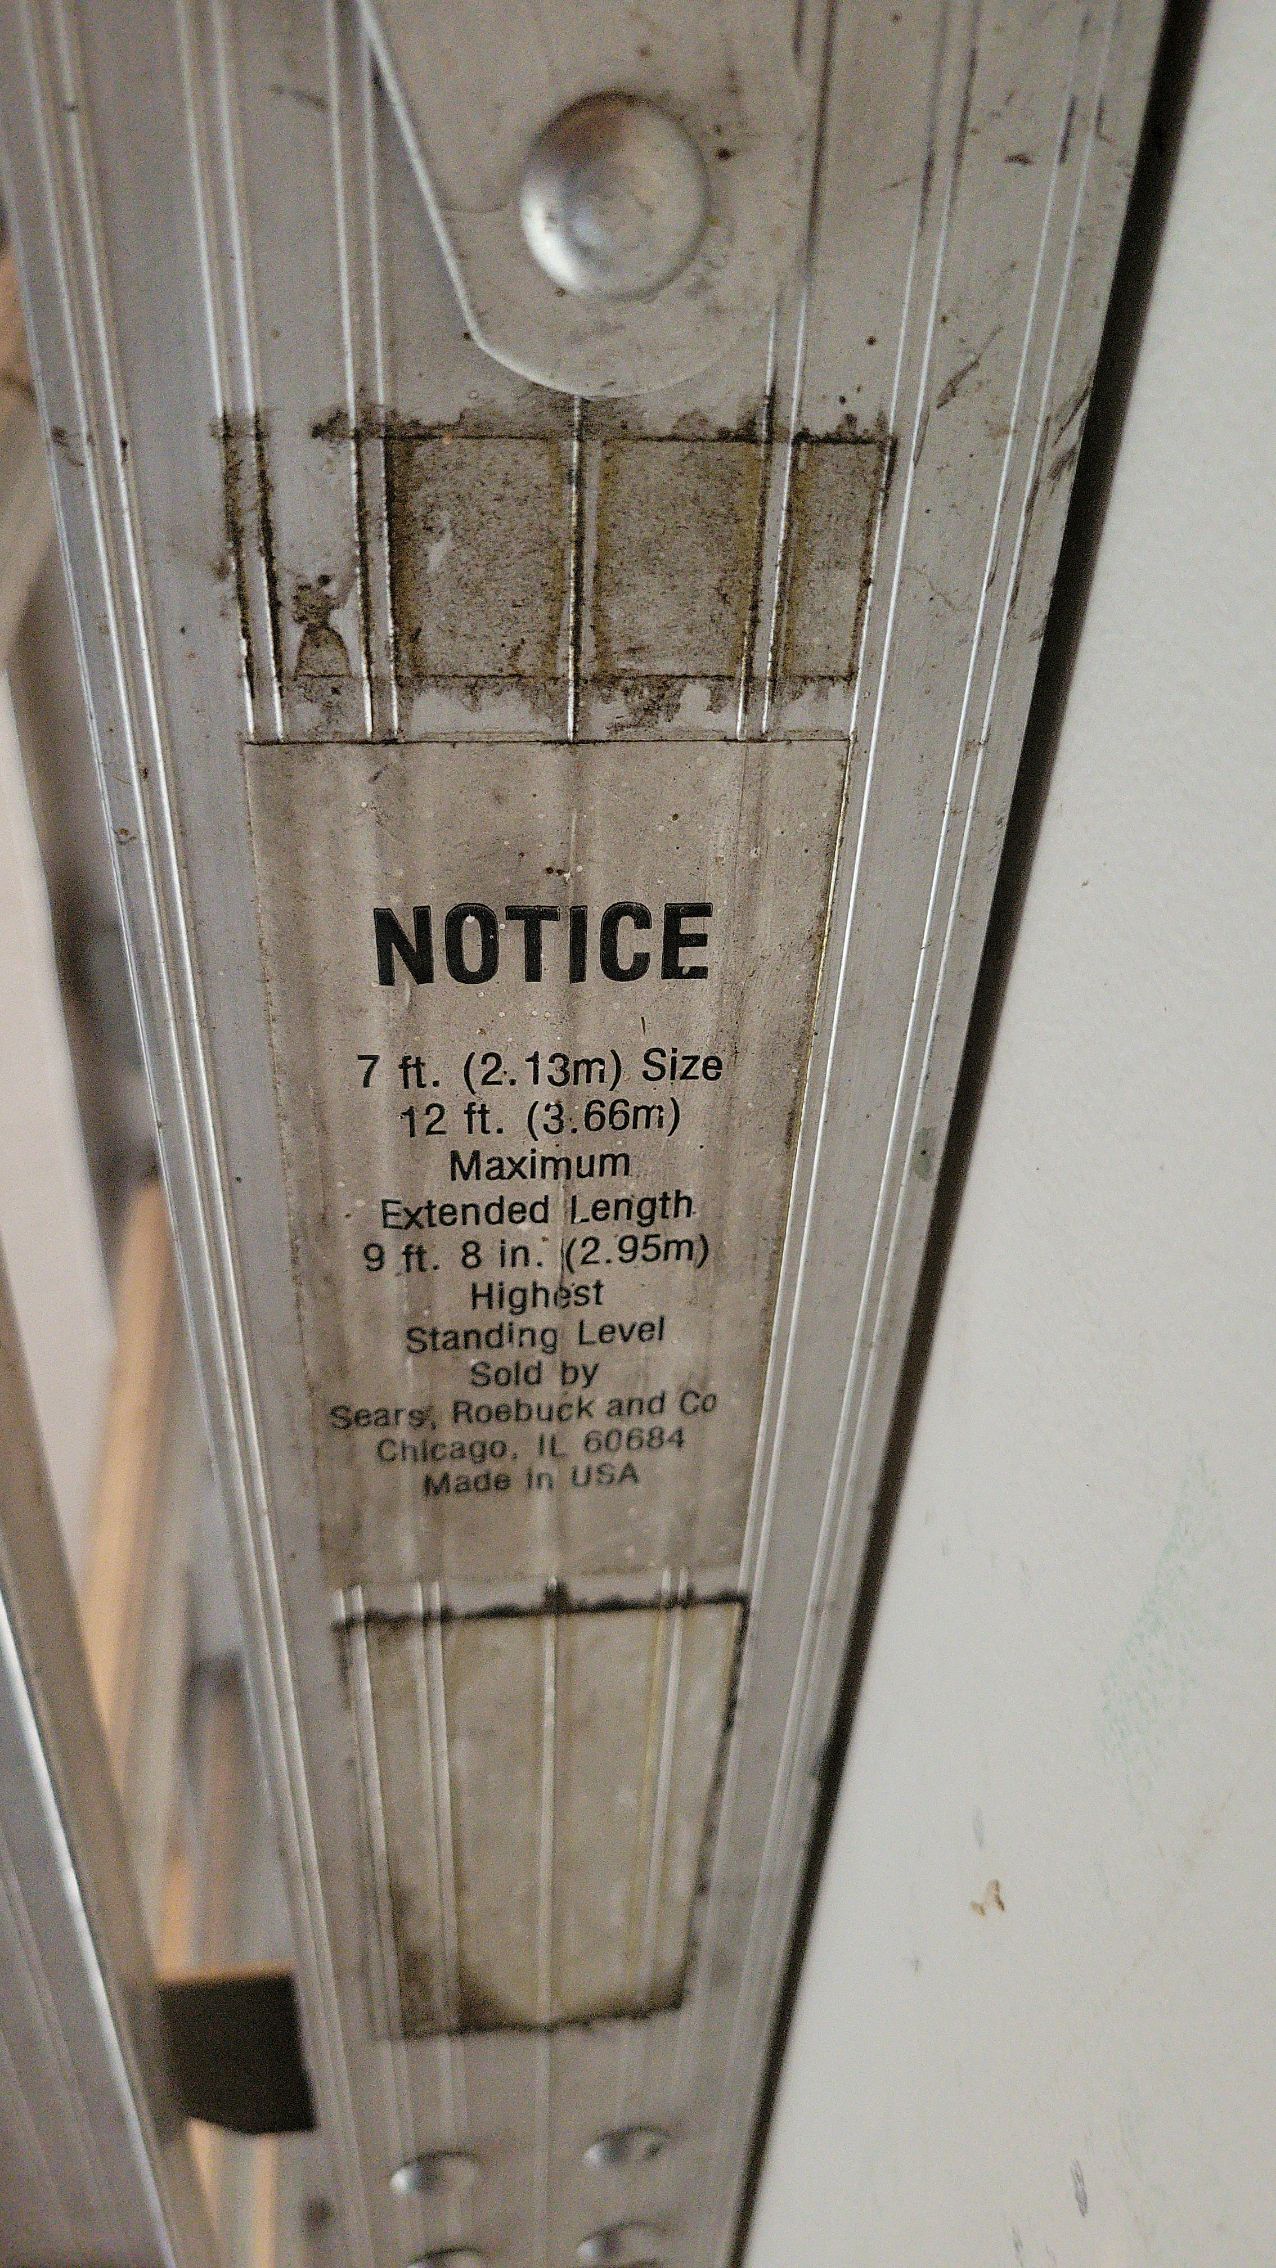 NOTICE
7 ft. (2.13m) Size
12 ft. (3.66m)
Maximum
Extended Length
9 ft. 8 in. (2.95m)
Highest
Standing Level
Sold by
Sears, Roebuck and Co
Chicago, IL 60684
Made in USA